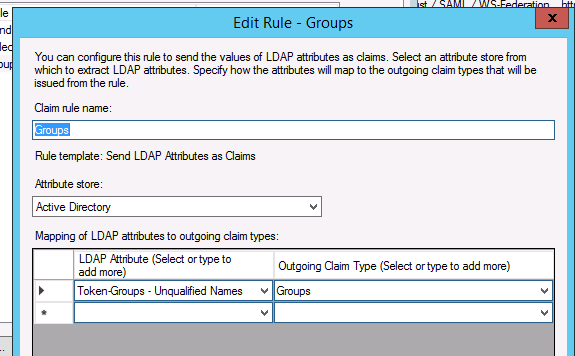 ust / SAML / WS-Federation
Edit Rule - Groups
x
You can configure this rule to send the values of LDAP attributes as claims. Select an attribute store from
which to extract LDAP attributes. Specify how the attributes will map to the outgoing claim types that will be
issued from the rule.
Claim rule name:
Groups
Rule template: Send LDAP Attributes as Claims
Attribute store:
Active Directory
Mapping of LDAP attributes to outgoing claim types:
LDAP Attribute (Select or type to
add more)
Outgoing Claim Type (Select or type to add more)
Token-Groups - Unqualified Names
Groups
*